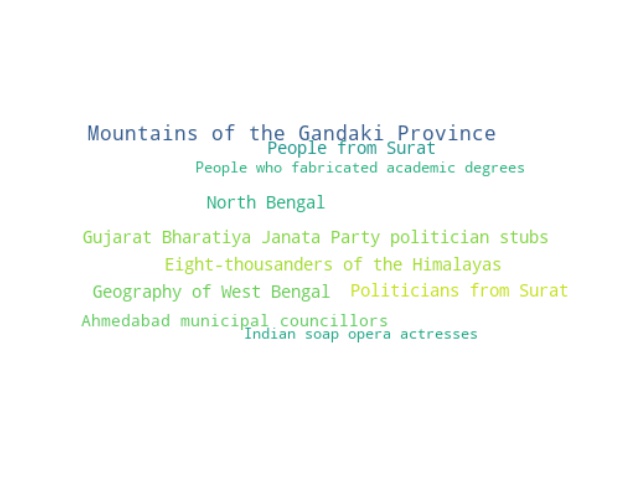 Mountains of the Gandaki Province
People from Surat
People who fabricated academic degrees
North Bengal
Gujarat Bharatiya Janata Party politician stubs
Eight-thousanders of the Himalayas
Geography of West Bengal
Politicians from Surat
Ahmedabad municipal councillors
Indian soap opera actresses